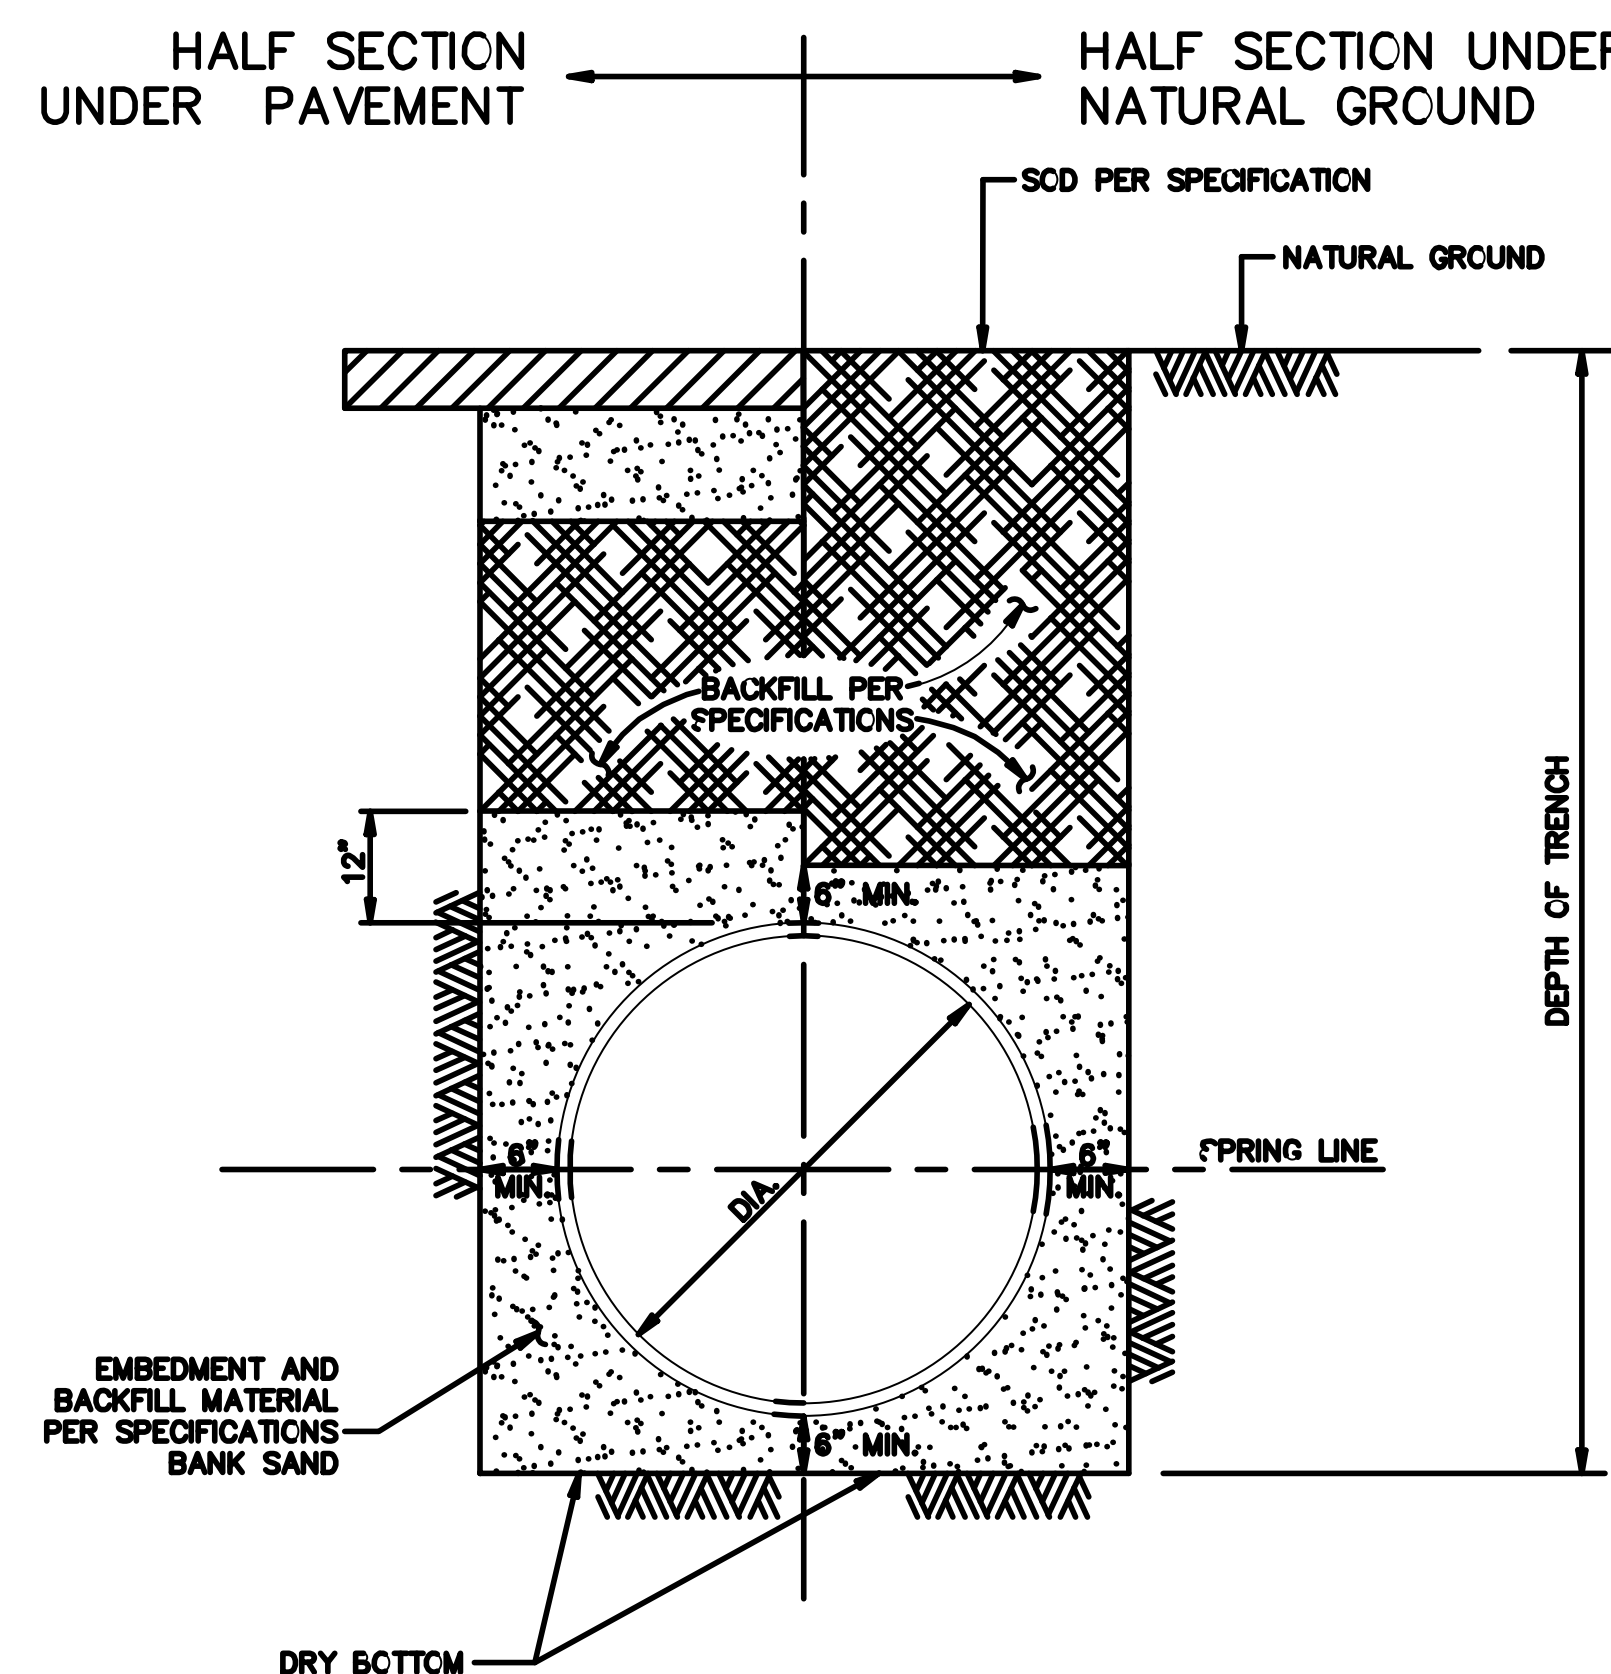 HALF SECTION
UNDER PAVEMENT
HALF SECTION UNDER
NATURAL GROUND
SOD PER SPECIFICATION
NATURAL GROUND
BACKFILL PER
SPECIFICATIONS
12"
6" MIN.
DEPTH OF TRENCH
6"
MIN.
DIA.
6"
MIN.
SPRING LINE
EMBEDMENT AND
BACKFILL MATERIAL
PER SPECIFICATIONS
BANK SAND
6" MIN.
DRY BOTTOM